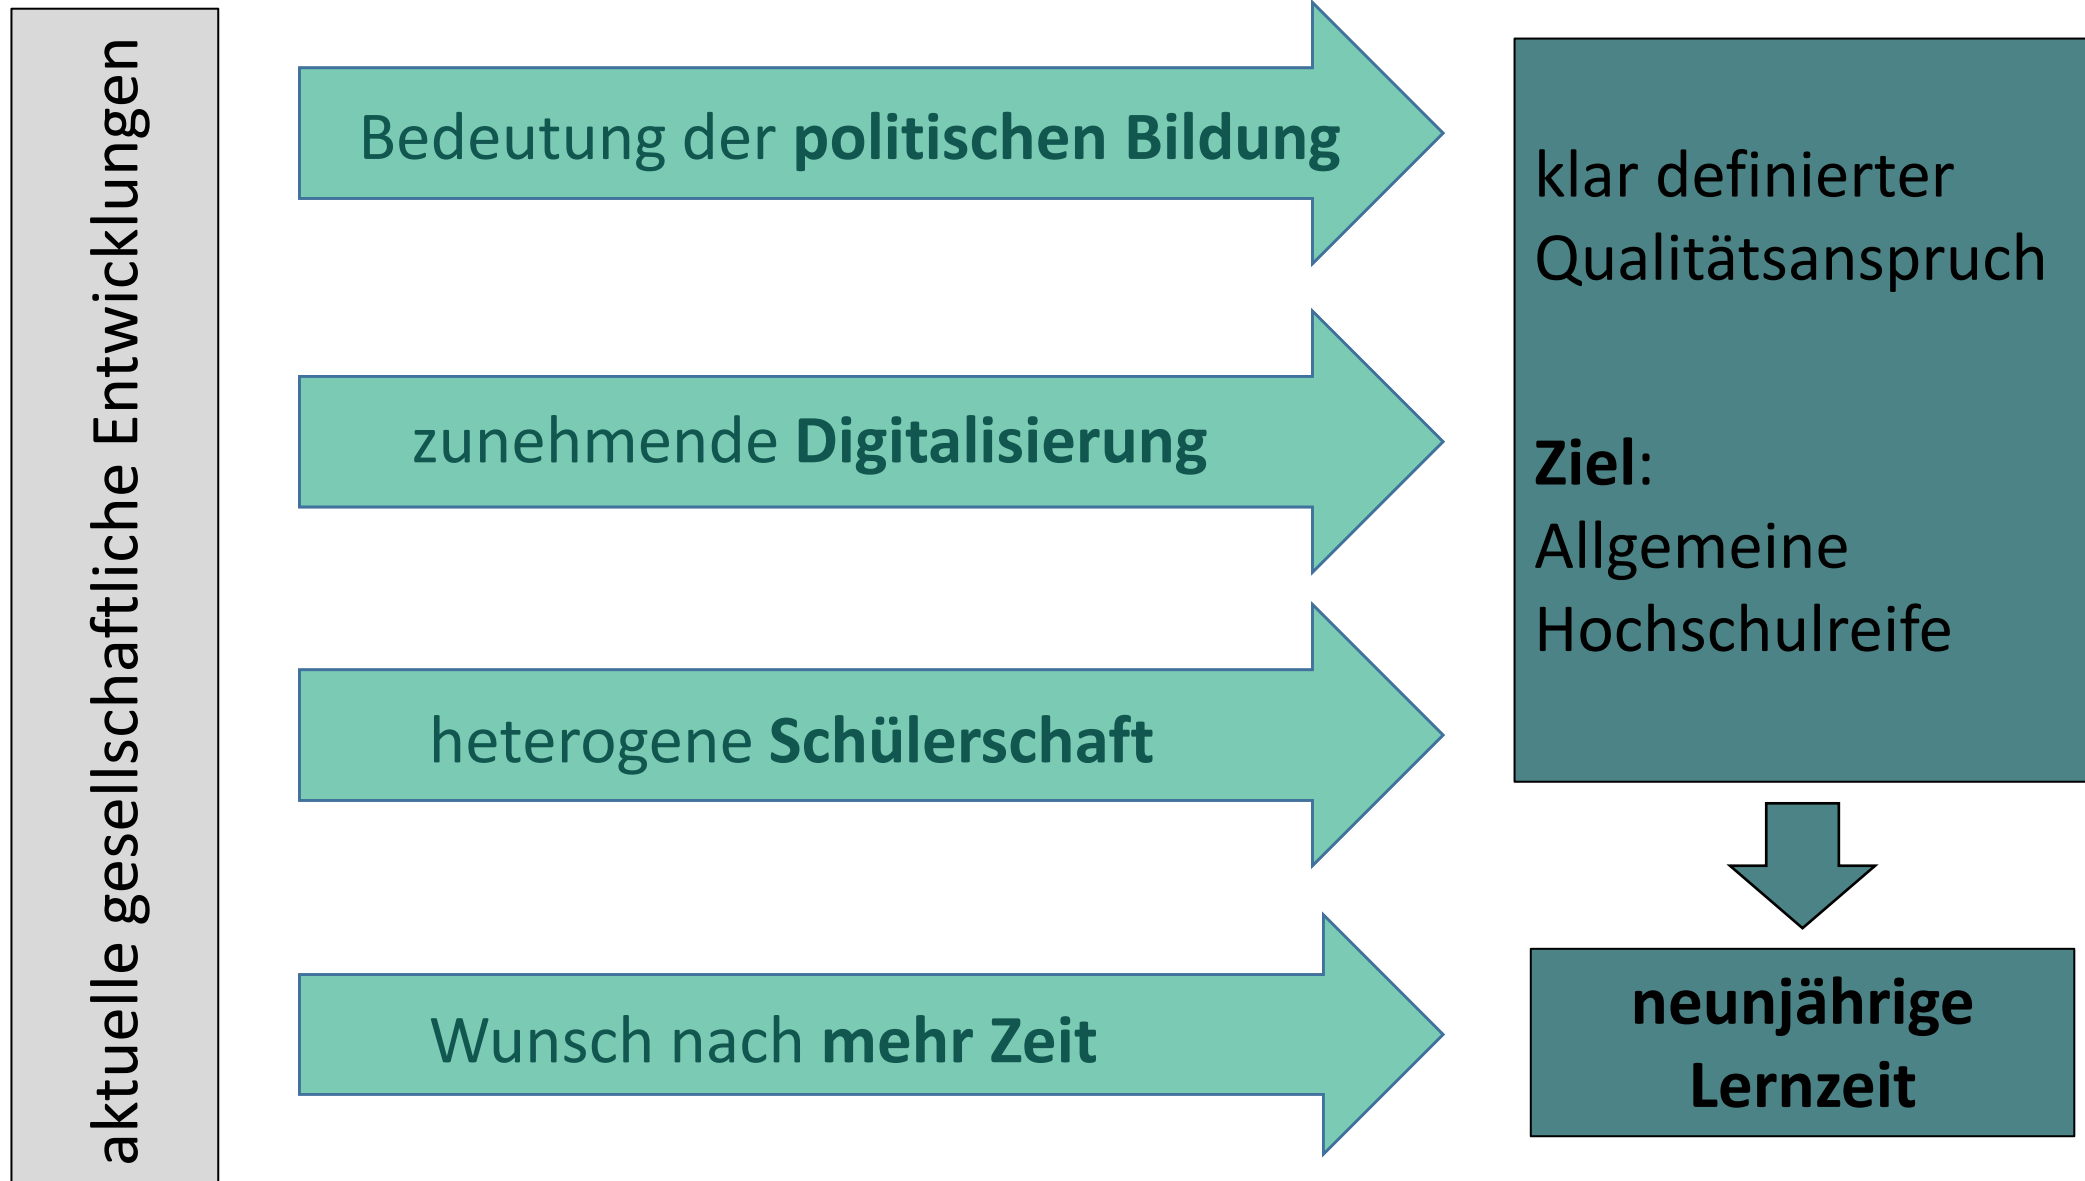 aktuelle gesellschaftliche Entwicklungen
Bedeutung der politischen Bildung
zunehmende Digitalisierung
heterogene Schülerschaft
Wunsch nach mehr Zeit
klar definierter
Qualitätsanspruch
Ziel:
Allgemeine
Hochschulreife
neunjährige
Lernzeit